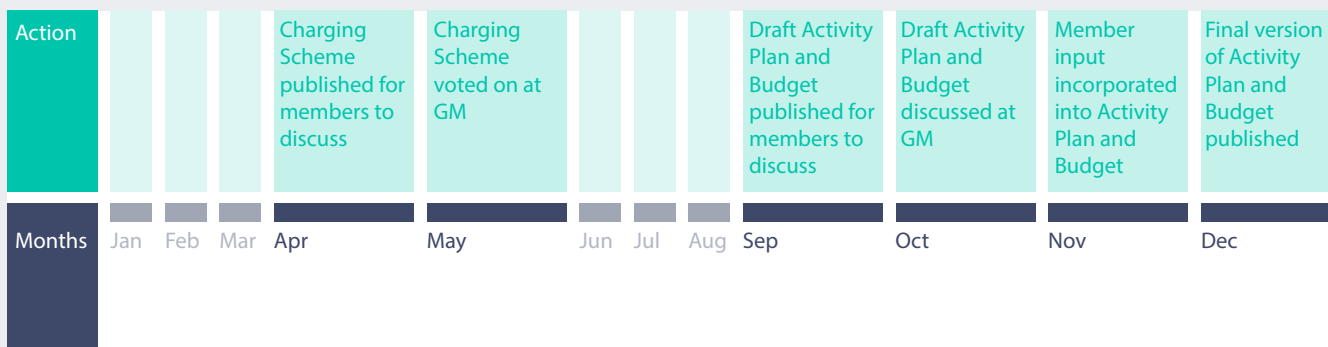 Action
Charging
Scheme
published for
members to
discuss
Charging
Scheme
voted on at
GM
Draft Activity
Plan and
Budget
published for
members to
discuss
Draft Activity
Plan and
Budget
discussed at
GM
Member
input
incorporated
into Activity
Plan and
Budget
Final version
of Activity
Plan and
Budget
published
Months Jan Feb Mar Apr May Jun Jul Aug Sep Oct Nov Dec